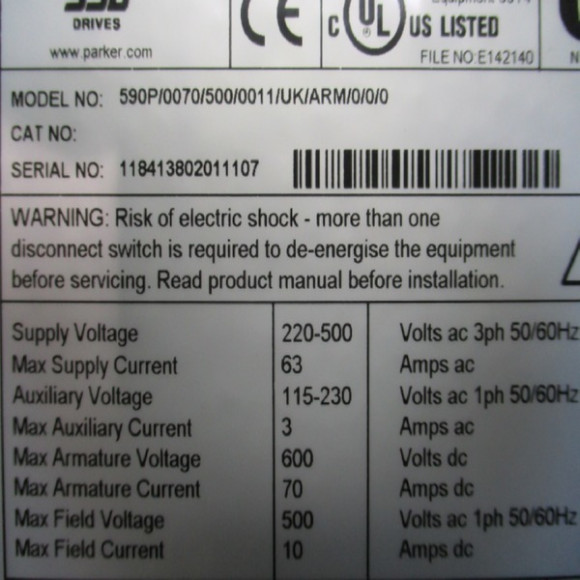 DRIVES
www.parker.com
CE
C UL US LISTED
FILE NO:E142140
MODEL NO: 590P/0070/500/0011/UK/ARM/0/0/0
CAT NO:
SERIAL NO: 118413802011107
WARNING: Risk of electric shock - more than one
disconnect switch is required to de-energise the equipment
before servicing. Read product manual before installation.
Supply Voltage 220-500 Volts ac 3ph 50/60Hz
Max Supply Current 63 Amps ac
Auxiliary Voltage 115-230 Volts ac 1ph 50/60Hz
Max Auxiliary Current 3 Amps ac
Max Armature Voltage 600 Volts dc
Max Armature Current 70 Amps dc
Max Field Voltage 500 Volts ac 1ph 50/60Hz
Max Field Current 10 Amps dc